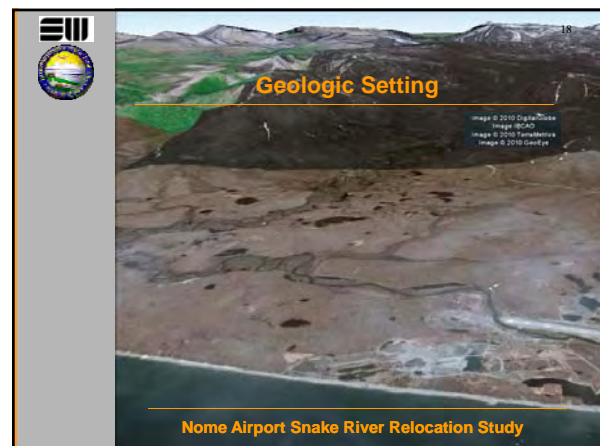 SW
18
Geologic Setting
Image © 2010 DigitalGlobe
Image IBCAO
Image © 2010 TerraMetrics
Image © 2010 GeoEye
Nome Airport Snake River Relocation Study